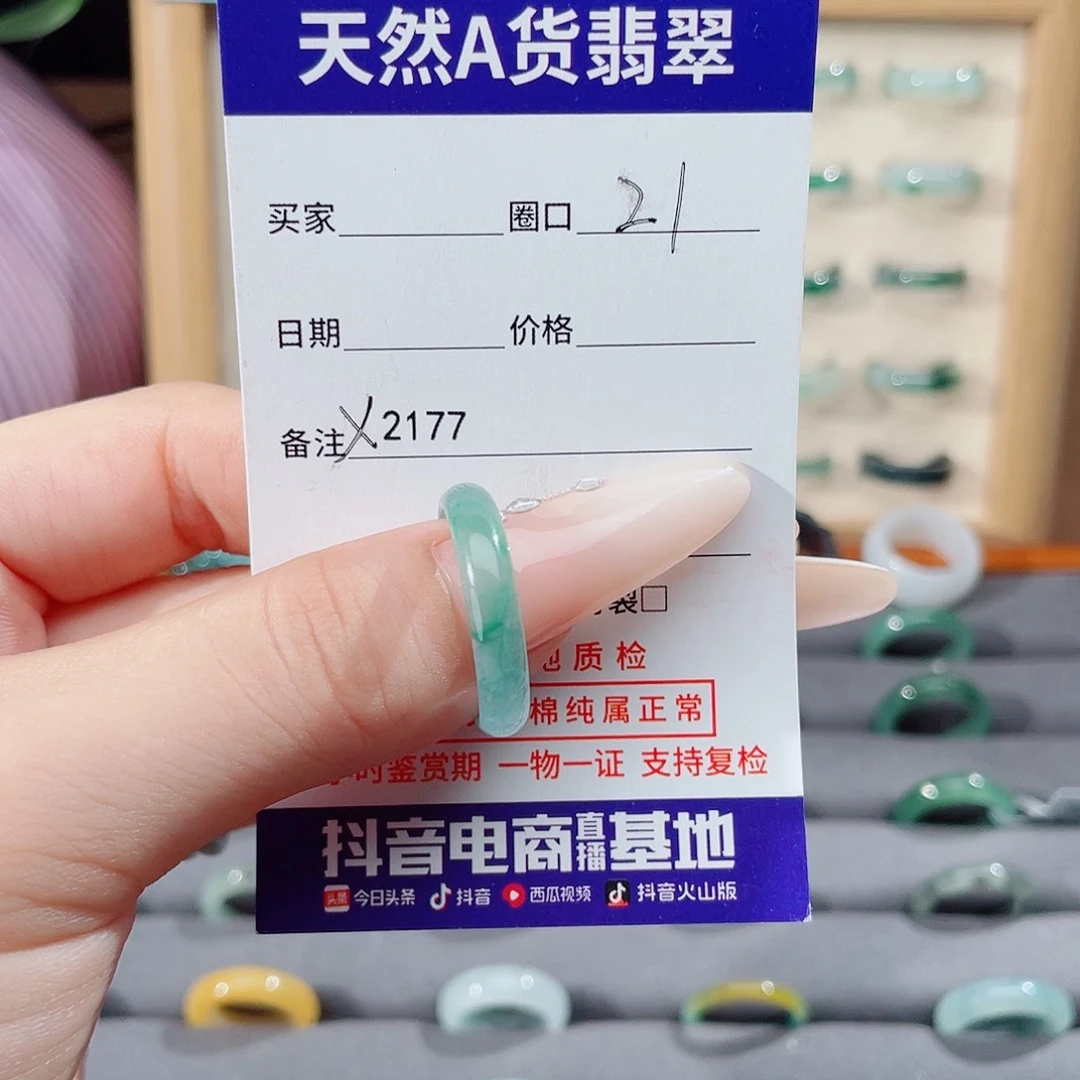 天然A货翡翠
买家 圈口 21
日期 价格
备注 X2177
裂□
质检
棉纯属正常
时鉴赏期 一物一证 支持复检
抖音电商直播基地
头条 今日头条 抖音 西瓜视频 抖音火山版